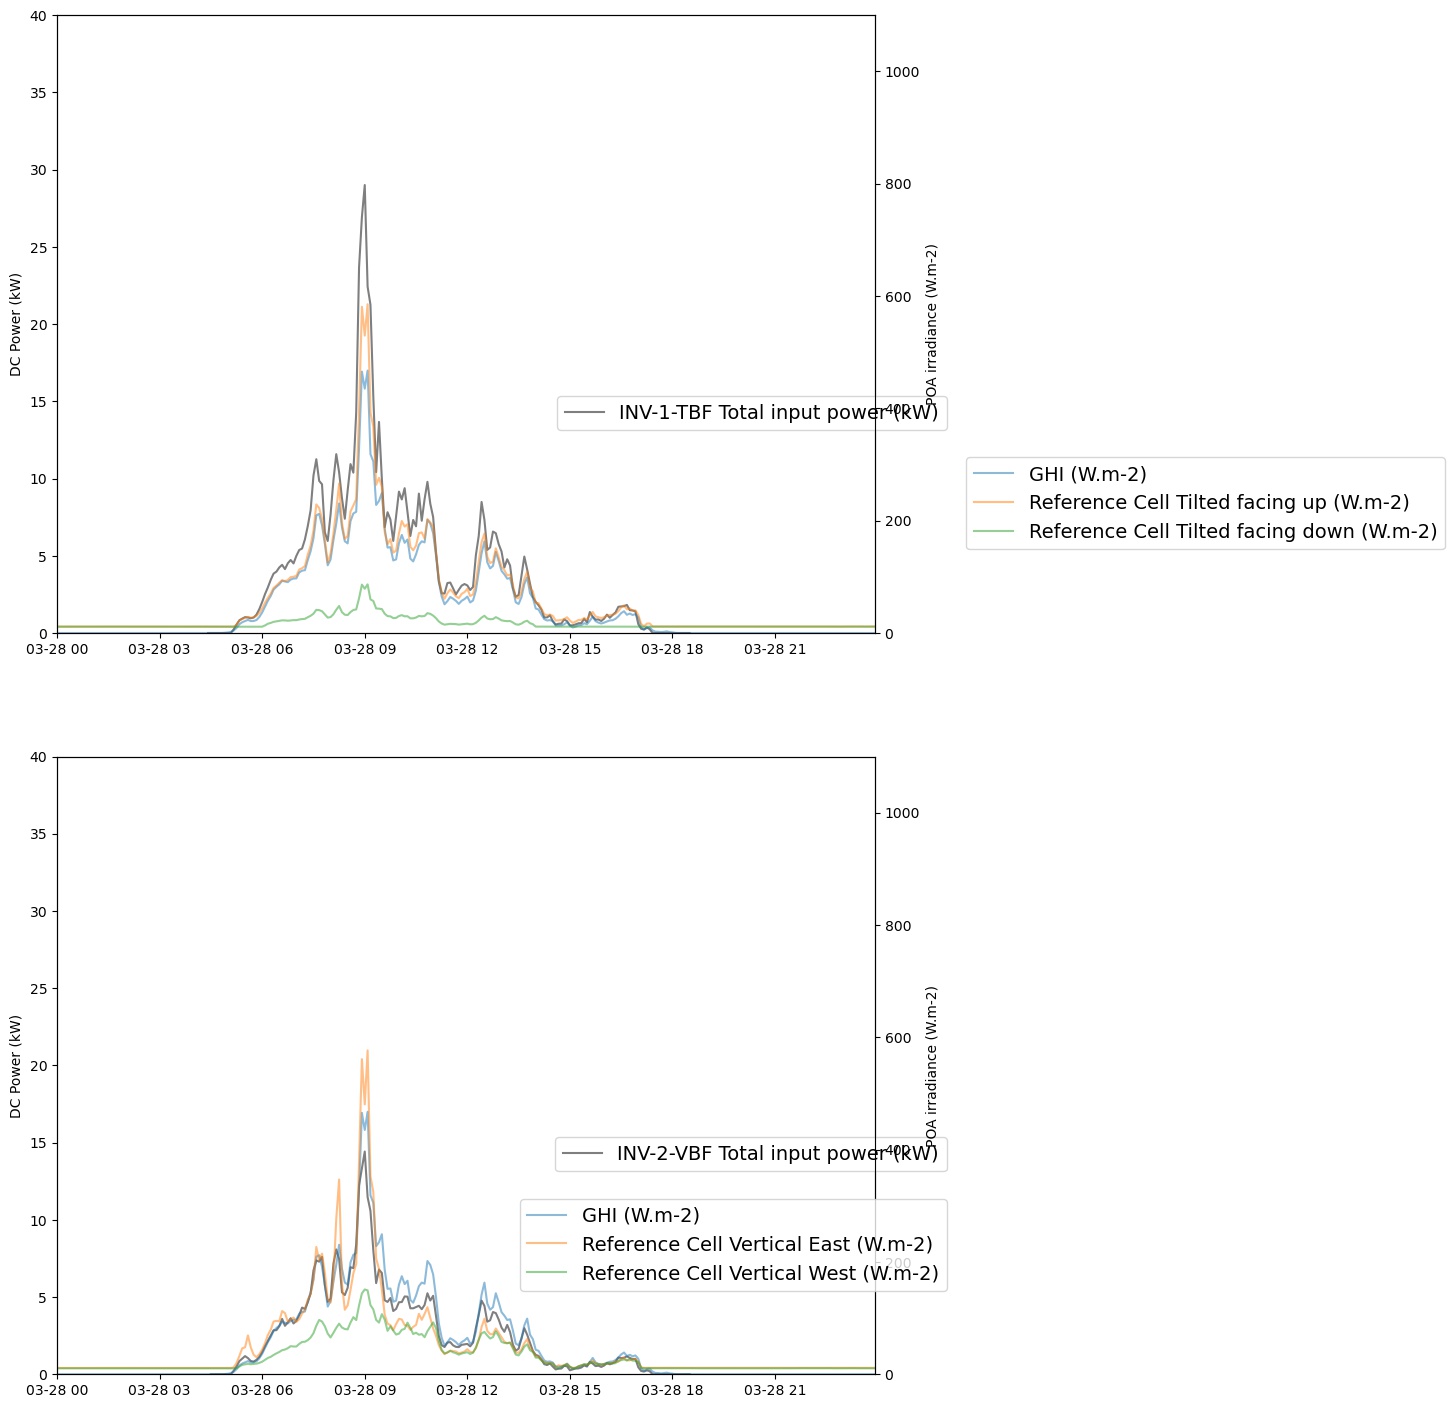 40
35
30
25
20
15
10
5
0
DC Power (kW)
1000
800
600
400
200
0
POA irradiance (W.m-2)
INV-1-TBF Total input power (kW)
GHI (W.m-2)
Reference Cell Tilted facing up (W.m-2)
Reference Cell Tilted facing down (W.m-2)
03-28 00 03-28 03 03-28 06 03-28 09 03-28 12 03-28 15 03-28 18 03-28 21
40
35
30
25
20
15
10
5
0
DC Power (kW)
1000
800
600
400
200
0
POA irradiance (W.m-2)
INV-2-VBF Total input power (kW)
GHI (W.m-2)
Reference Cell Vertical East (W.m-2)
Reference Cell Vertical West (W.m-2)
03-28 00 03-28 03 03-28 06 03-28 09 03-28 12 03-28 15 03-28 18 03-28 21